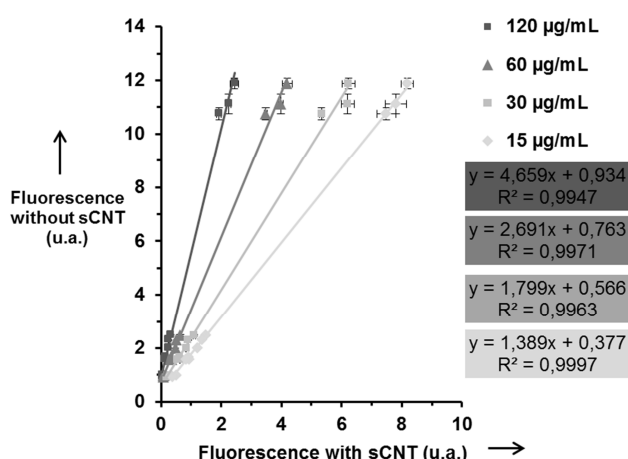 14
12
10
8
6
4
2
0
0
2
4
6
8
10
Fluorescence
without sCNT
(u.a.)
Fluorescence with sCNT (u.a.)
120 µg/mL
60 µg/mL
30 µg/mL
15 µg/mL
y = 4,659x + 0,934
R² = 0,9947
y = 2,691x + 0,763
R² = 0,9971
y = 1,799x + 0,566
R² = 0,9963
y = 1,389x + 0,377
R² = 0,9997